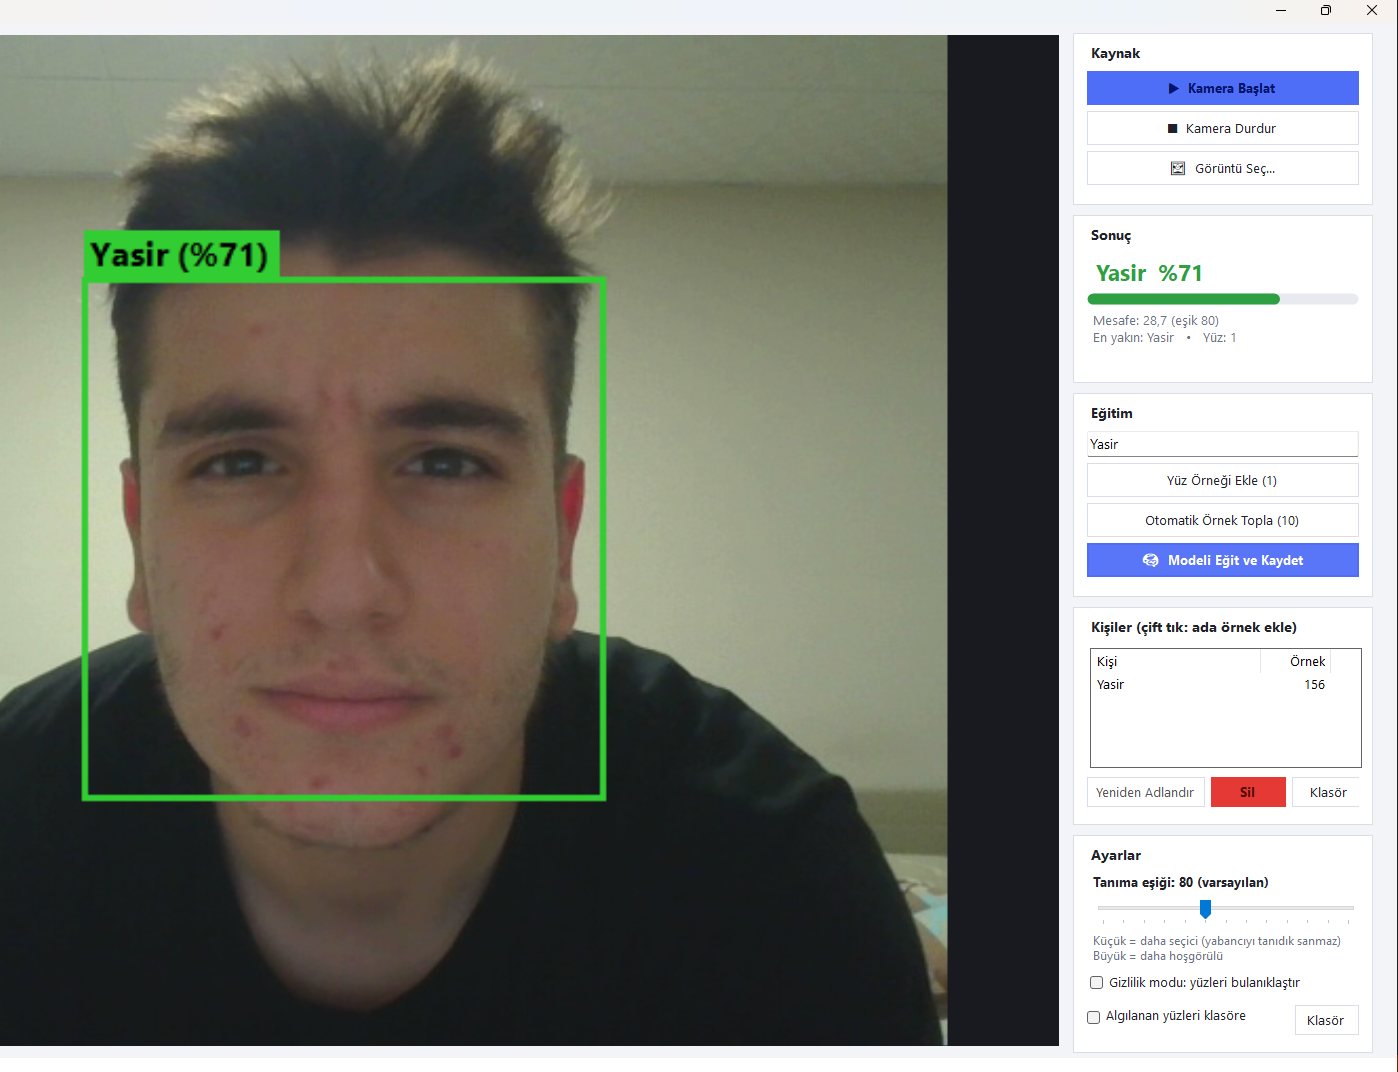 Yasir (%71)
Kaynak
Kamera Başlat
Kamera Durdur
Görüntü Seç...
Sonuç
Yasir %71
Mesafe: 28,7 (eşik 80)
En yakın: Yasir • Yüz: 1
Eğitim
Yasir
Yüz Örneği Ekle (1)
Otomatik Örnek Topla (10)
Modeli Eğit ve Kaydet
Kişiler (çift tık: ada örnek ekle)
Kişi Örnek
Yasir 156
Yeniden Adlandır Sil Klasör
Ayarlar
Tanıma eşiği: 80 (varsayılan)
Küçük = daha seçici (yabancıyı tanıdık sanmaz)
Büyük = daha hoşgörülü
Gizlilik modu: yüzleri bulanıklaştır
Algılanan yüzleri klasöre Klasör